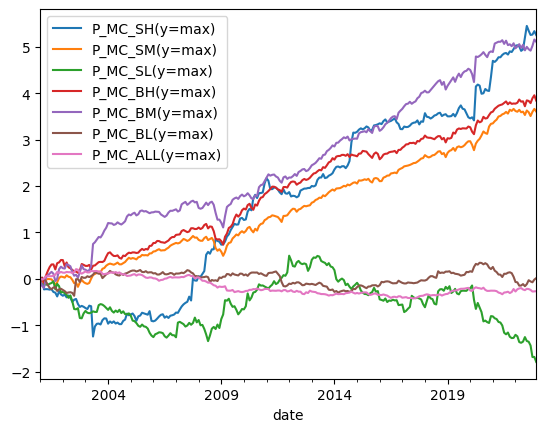 P_MC_SH(y=max)
P_MC_SM(y=max)
P_MC_SL(y=max)
P_MC_BH(y=max)
P_MC_BM(y=max)
P_MC_BL(y=max)
P_MC_ALL(y=max)
5
4
3
2
1
0
−1
−2
2004 2009 2014 2019
date